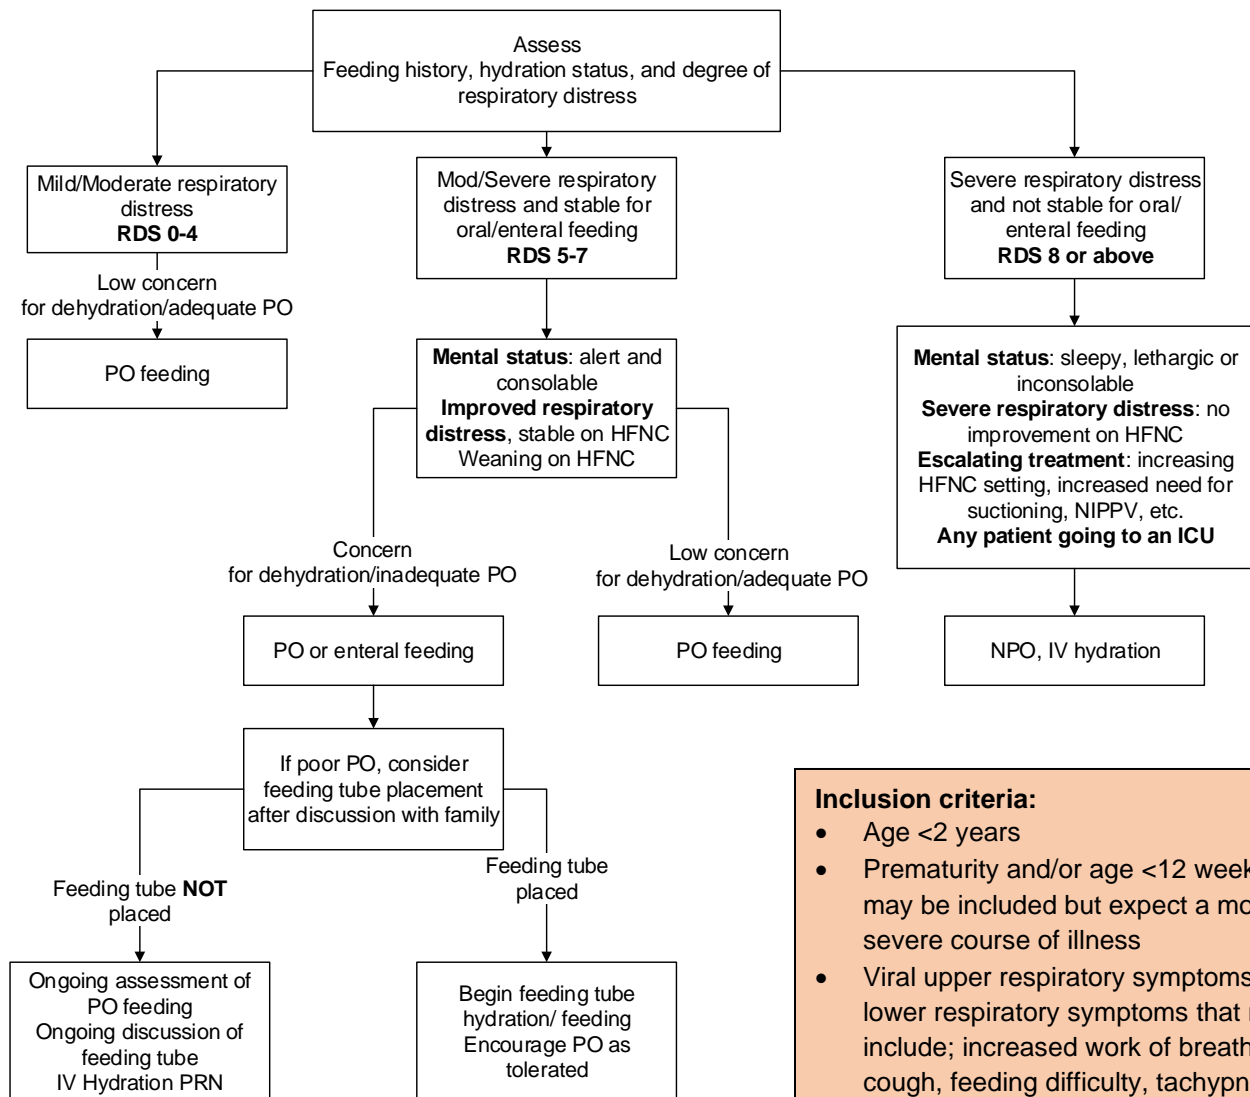 Assess
Feeding history, hydration status, and degree of
respiratory distress
Mild/Moderate respiratory
distress
RDS 0-4
Low concern
for dehydration/adequate PO
PO feeding
Mod/Severe respiratory
distress and stable for
oral/enteral feeding
RDS 5-7
Mental status: alert and
consolable
Improved respiratory
distress, stable on HFNC
Weaning on HFNC
Concern
for dehydration/inadequate PO
PO or enteral feeding
Low concern
for dehydration/adequate PO
PO feeding
If poor PO, consider
feeding tube placement
after discussion with family
Feeding tube NOT
placed
Ongoing assessment of
PO feeding
Ongoing discussion of
feeding tube
IV Hydration PRN
Feeding tube
placed
Begin feeding tube
hydration/ feeding
Encourage PO as
tolerated
Severe respiratory distress
and not stable for oral/
enteral feeding
RDS 8 or above
Mental status: sleepy, lethargic or
inconsolable
Severe respiratory distress: no
improvement on HFNC
Escalating treatment: increasing
HFNC setting, increased need for
suctioning, NIPPV, etc.
Any patient going to an ICU
NPO, IV hydration
Inclusion criteria:
• Age <2 years
• Prematurity and/or age <12
may be included but expect a
severe course of illness
• Viral upper respiratory symptoms
lower respiratory symptoms that
include; increased work of
cough, feeding difficulty,